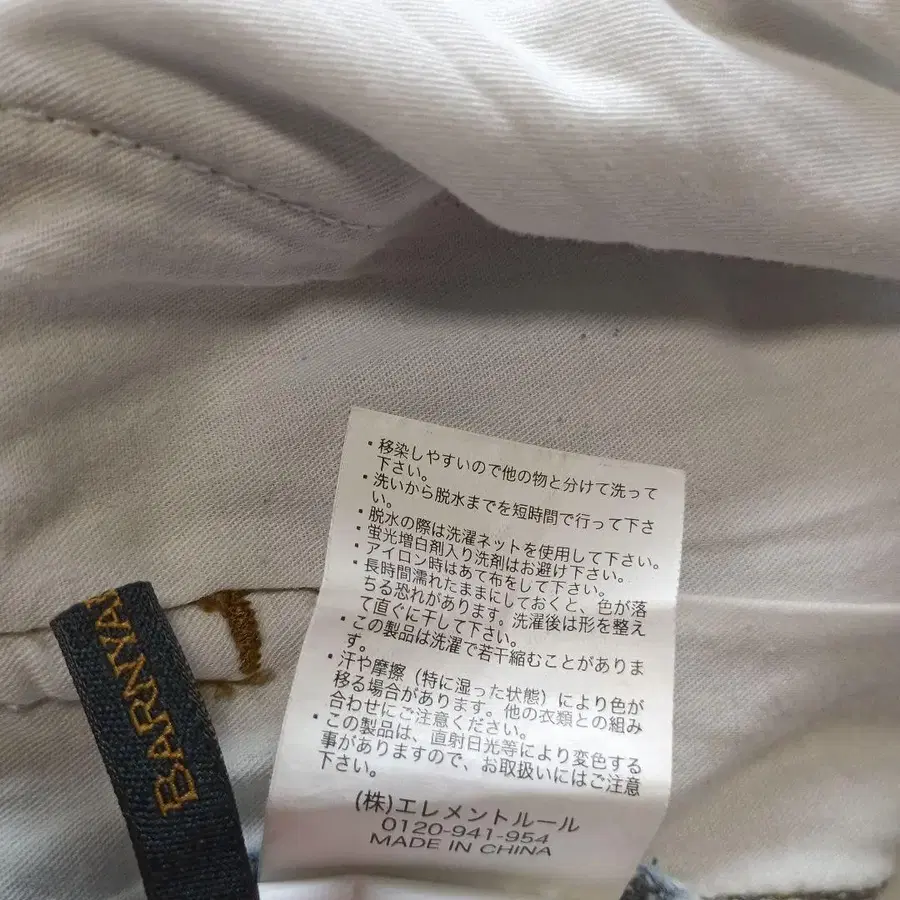 ・移染しやすいので他の物と分けて洗って
下さい。
・洗いから脱水までを短時間で行って下さ
い。
・脱水の際は洗濯ネットを使用して下さい。
・蛍光増白剤入り洗剤はお避け下さい。
・アイロン時はあて布をして下さい。
・長時間濡れたままにしておくと、色が落
ちる恐れがあります。洗濯後は形を整え
て直ぐに干して下さい。
・この製品は洗濯で若干縮むことがありま
す。
・汗や摩擦（特に湿った状態）により色が
移る場合があります。他の衣類との組み
合わせにご注意ください。
・この製品は、直射日光等により変色する
事がありますので、お取扱いにはご注意
下さい。
(株)エレメントルール
0120-941-954
MADE IN CHINA
BARNYA